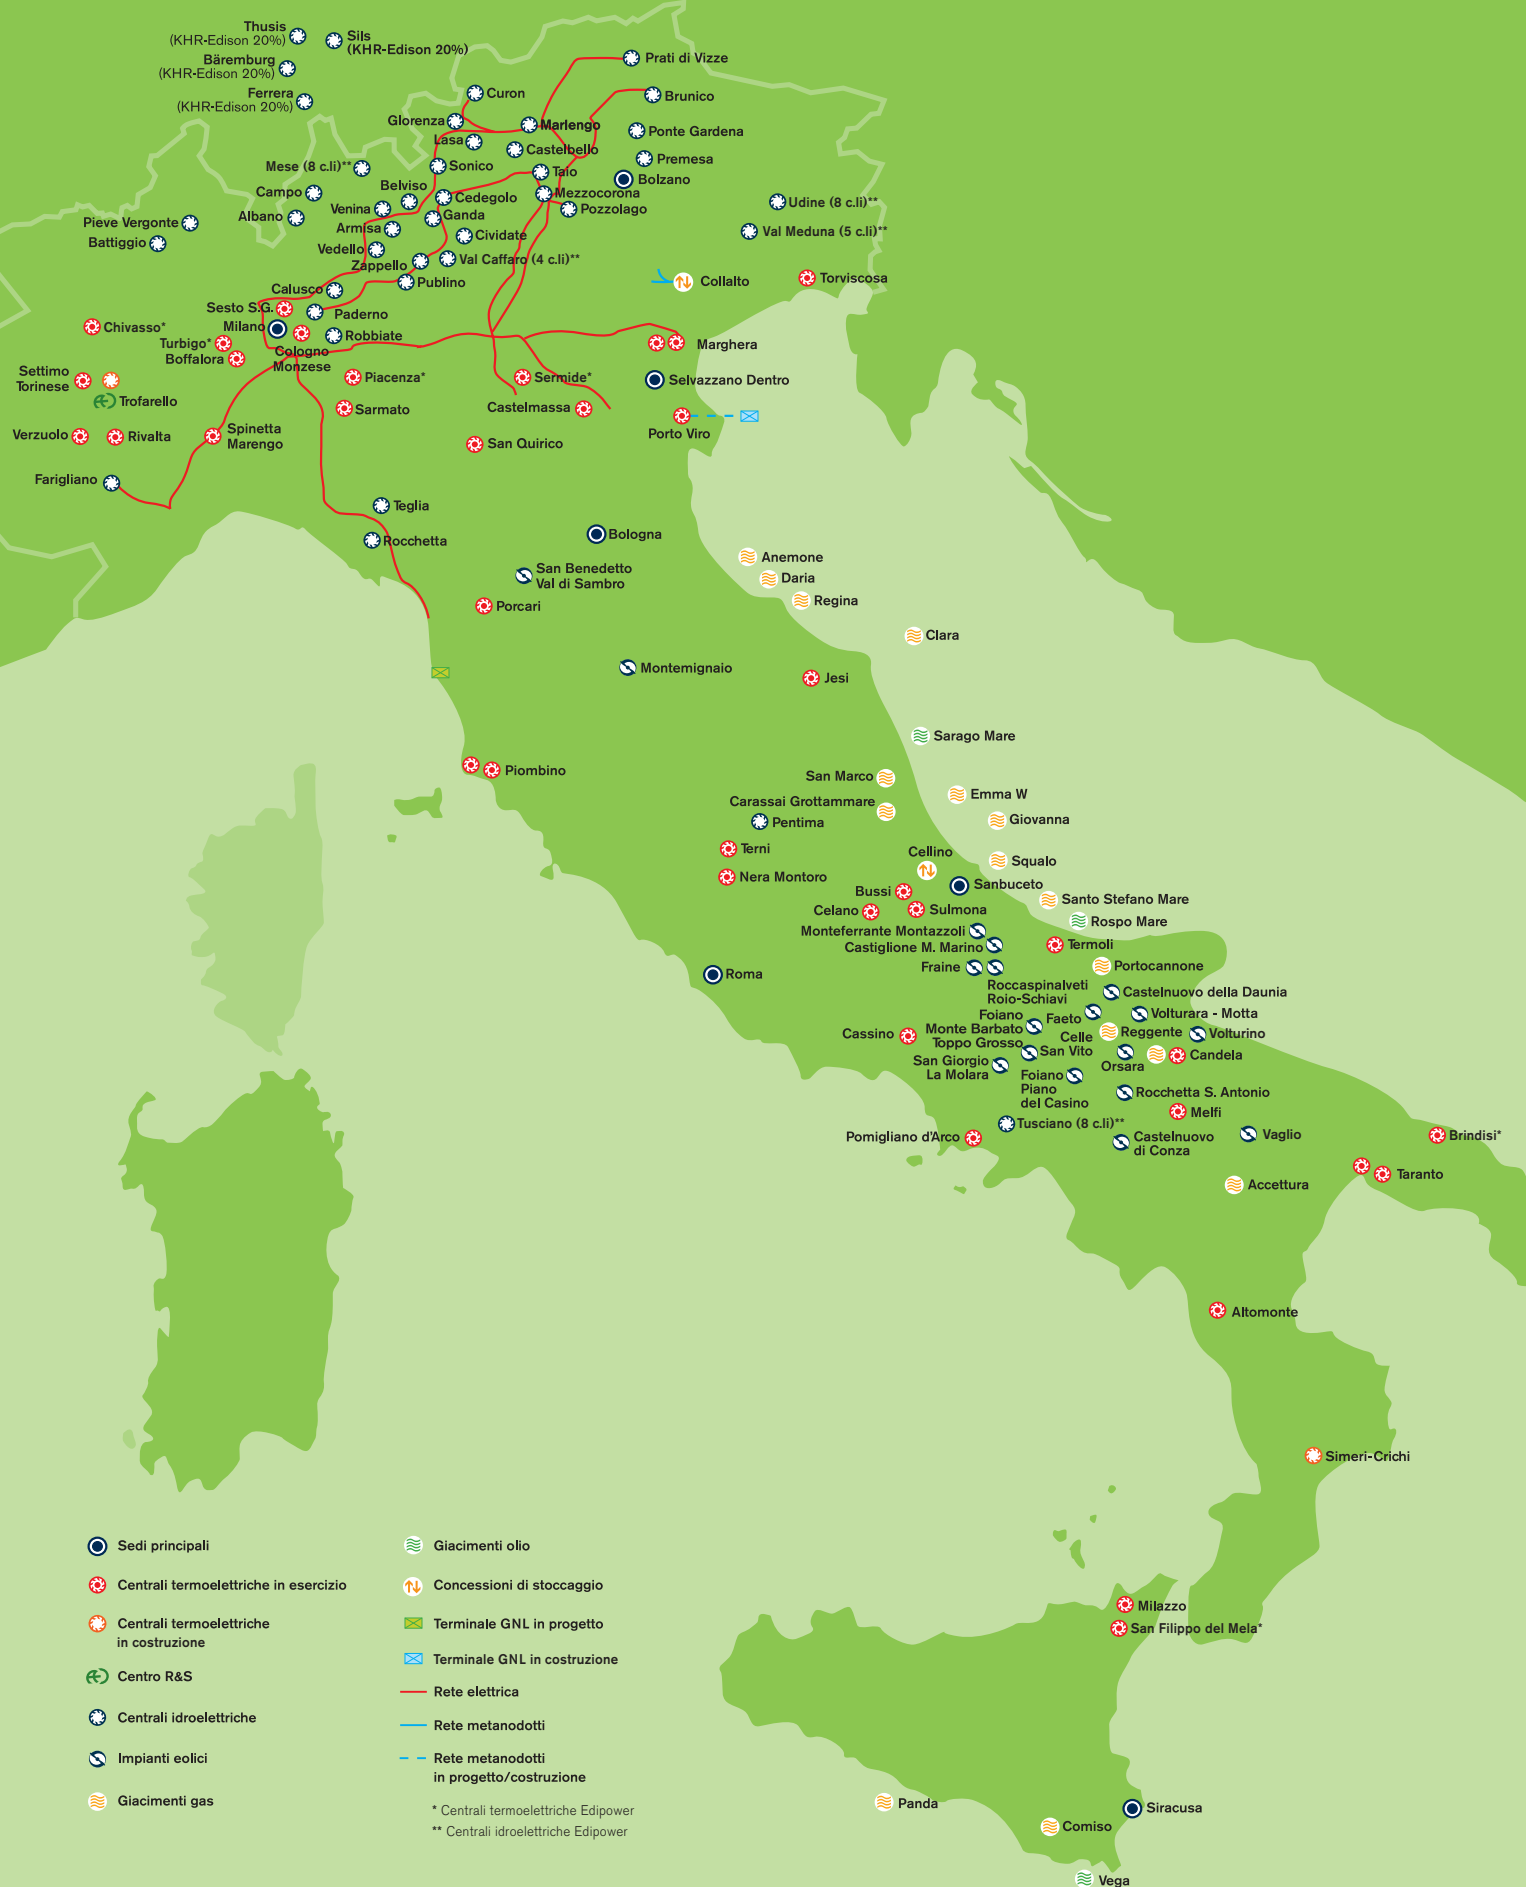 Thusis
(KHR-Edison 20%)
Sils
(KHR-Edison 20%)
Bäremburg
(KHR-Edison 20%)
Ferrera
(KHR-Edison 20%)
Prati di Vizze
Curon
Brunico
Glorenza
Marlengo
Ponte Gardena
Lasa
Castelbello
Premesa
Mese (8 c.li)**
Sonico
Taio
Bolzano
Campo
Belviso
Cedegolo
Mezzocorona
Udine (8 c.li)**
Venina
Ganda
Pozzolago
Albano
Pieve Vergonte
Armisa
Cividate
Val Meduna (5 c.li)**
Battiggio
Vedello
Zappello
Val Caffaro (4 c.li)**
Publino
Collalto
Torviscosa
Calusco
Sesto S.G.
Paderno
Chivasso*
Milano
Robbiate
Turbigo*
Boffalora
Cologno
Monzese
Marghera
Settimo
Torinese
Piacenza*
Sermide*
Selvazzano Dentro
Trofarello
Sarmato
Castelmassa
Porto Viro
Verzuolo
Rivalta
Spinetta
Marengo
San Quirico
Farigliano
Teglia
Rocchetta
Bologna
Anemone
San Benedetto
Val di Sambro
Daria
Porcari
Regina
Clara
Montemignaio
Jesi
Sarago Mare
Piombino
San Marco
Emma W
Carassai Grottammare
Giovanna
Pentima
Terni
Cellino
Squalo
Nera Montoro
Sanbuceto
Bussi
Santo Stefano Mare
Celano
Sulmona
Rospo Mare
Monteferrante Montazzoli
Castiglione M. Marino
Termoli
Fraine
Portocannone
Roma
Roccaspinalveti
Roio-Schiavi
Castelnuovo della Daunia
Foiano
Monte Barbato
Toppo Grosso
Faeto
Volturara - Motta
Cassino
Celle
San Vito
Reggente
Volturino
San Giorgio
La Molara
Orsara
Candela
Foiano
Piano
del Casino
Rocchetta S. Antonio
Melfi
Tusciano (8 c.li)**
Pomigliano d'Arco
Castelnuovo
di Conza
Vaglio
Brindisi*
Taranto
Accettura
Altomonte
Simeri-Crichi
Milazzo
San Filippo del Mela*
Panda
Siracusa
Comiso
Vega
Sedi principali
Centrali termoelettriche in esercizio
Centrali termoelettriche
in costruzione
Centro R&S
Centrali idroelettriche
Impianti eolici
Giacimenti gas
Giacimenti olio
Concessioni di stoccaggio
Terminale GNL in progetto
Terminale GNL in costruzione
Rete elettrica
Rete metanodotti
Rete metanodotti
in progetto/costruzione
* Centrali termoelettriche Edipower
** Centrali idroelettriche Edipower